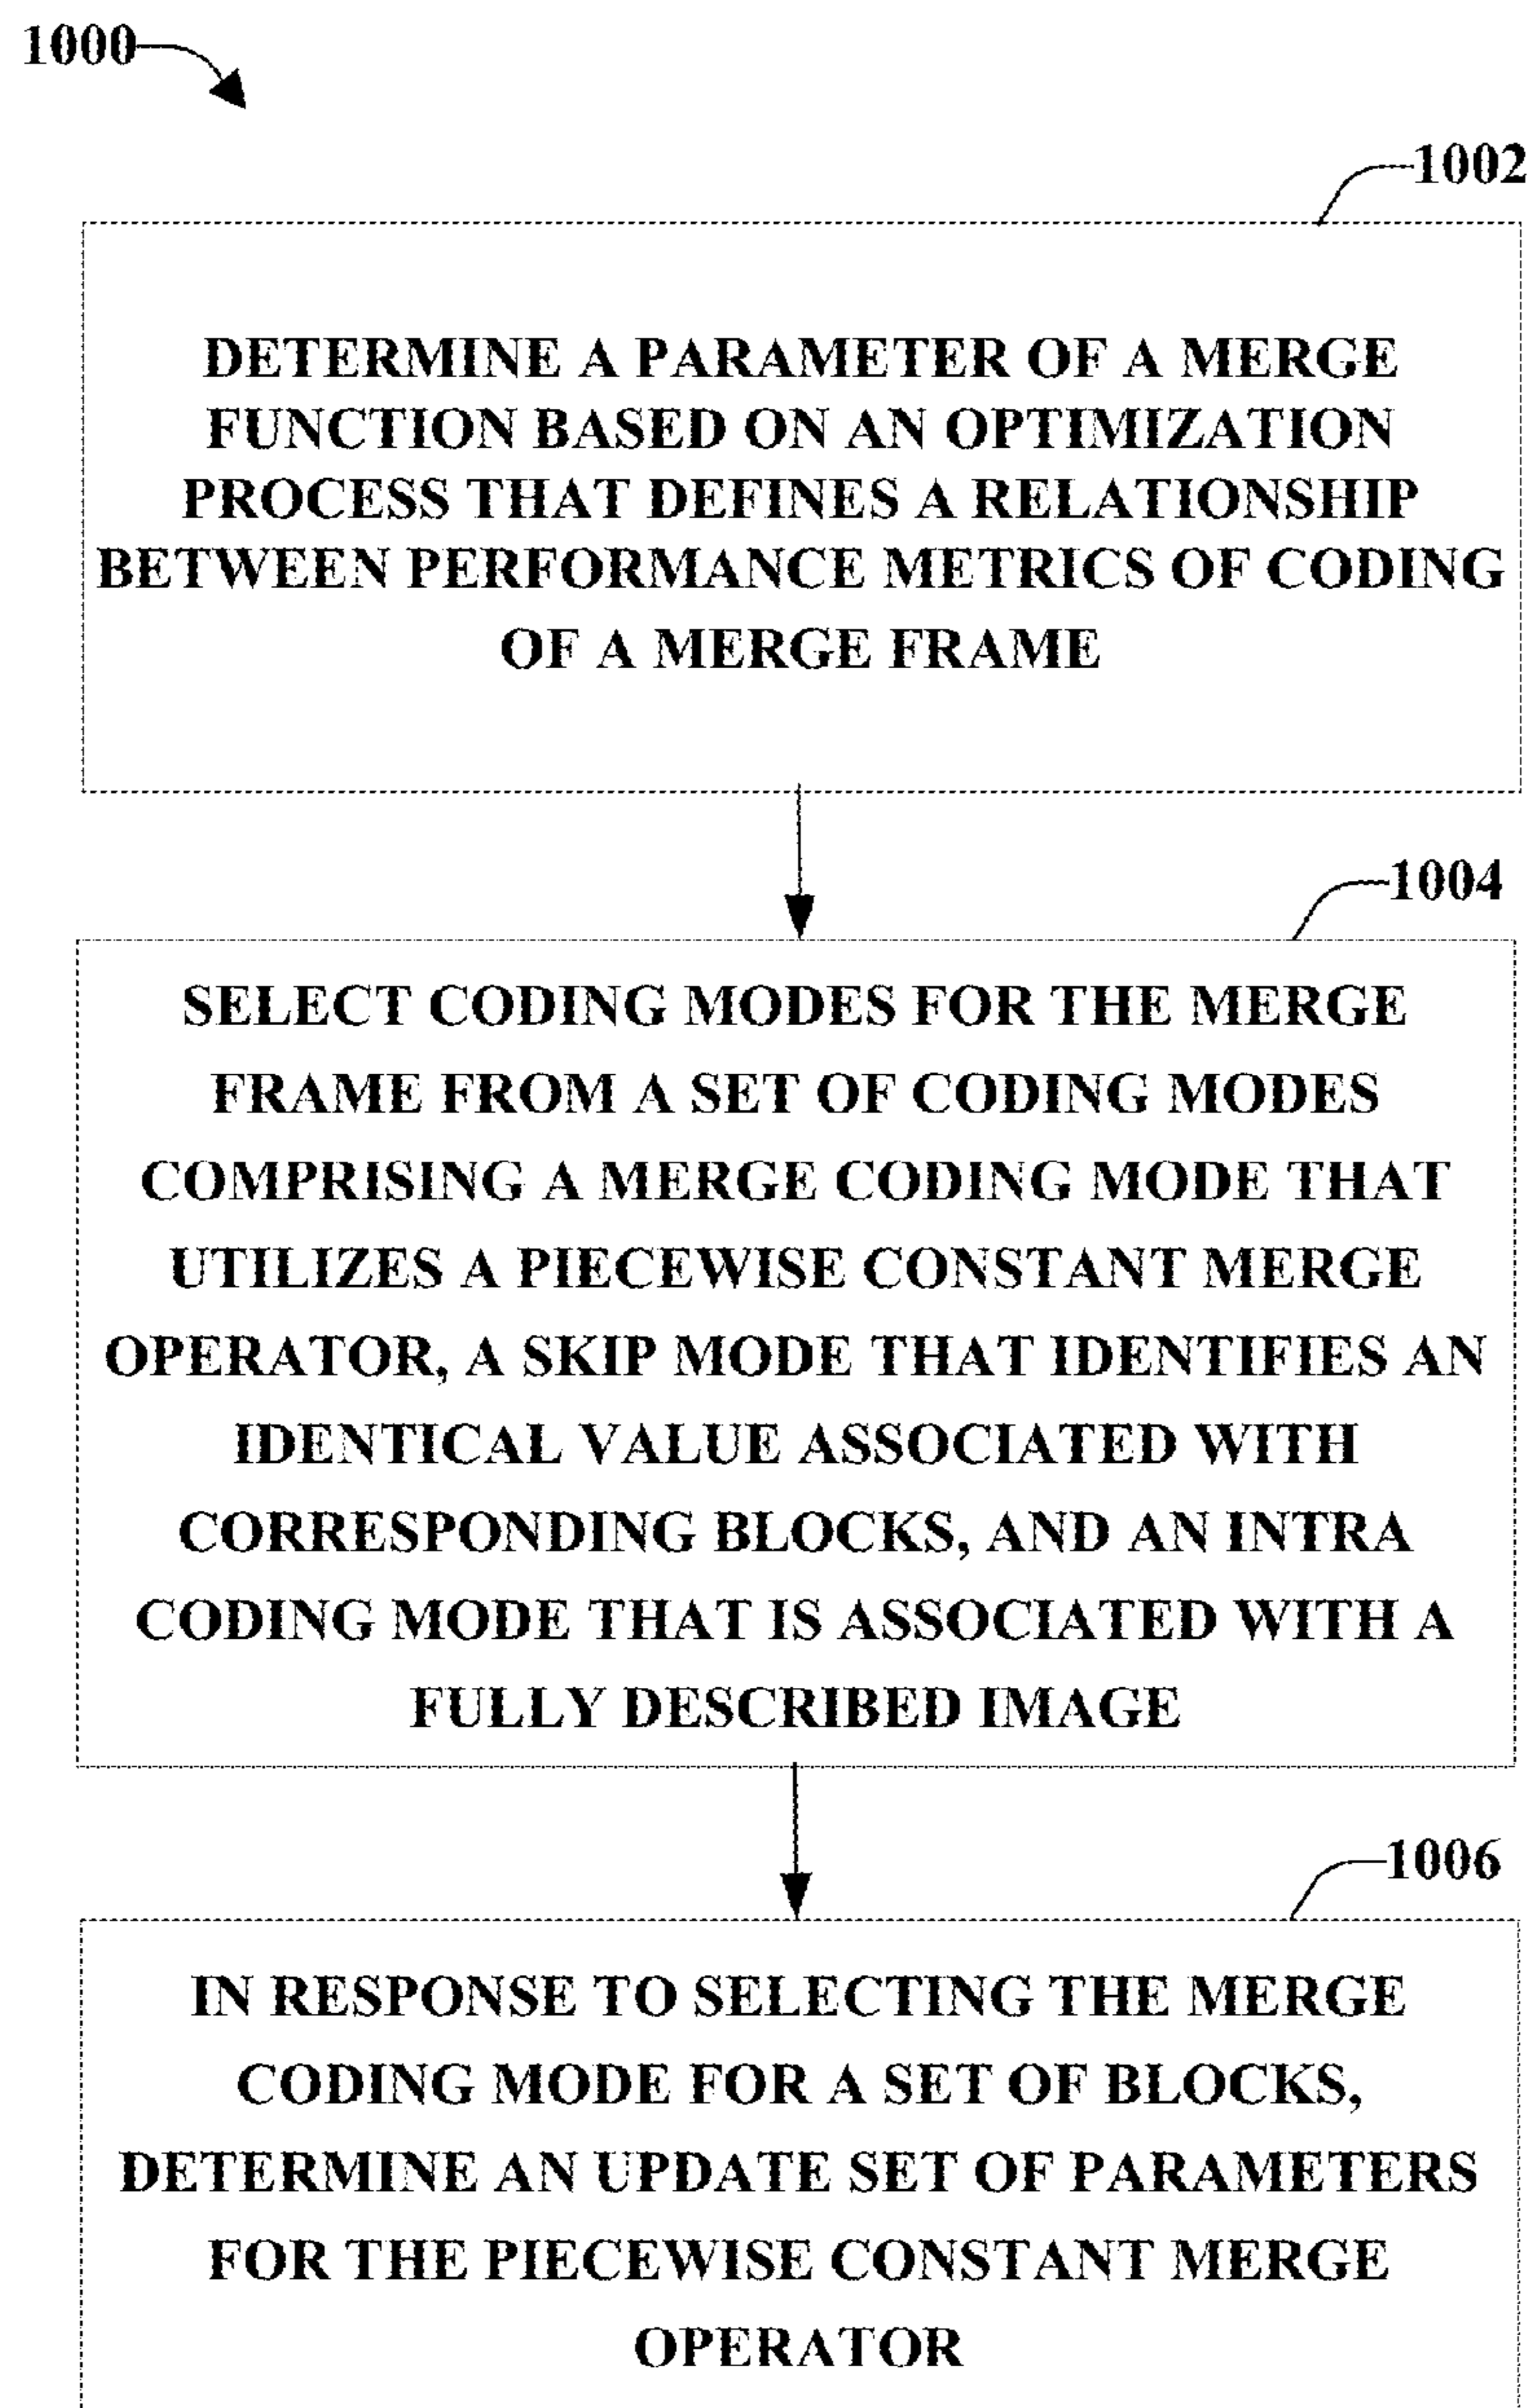 1000
1002
DETERMINE A PARAMETER OF A MERGE
FUNCTION BASED ON AN OPTIMIZATION
PROCESS THAT DEFINES A RELATIONSHIP
BETWEEN PERFORMANCE METRICS OF CODING
OF A MERGE FRAME
1004
SELECT CODING MODES FOR THE MERGE
FRAME FROM A SET OF CODING MODES
COMPRISING A MERGE CODING MODE THAT
UTILIZES A PIECEWISE CONSTANT MERGE
OPERATOR, A SKIP MODE THAT IDENTIFIES AN
IDENTICAL VALUE ASSOCIATED WITH
CORRESPONDING BLOCKS, AND AN INTRA
CODING MODE THAT IS ASSOCIATED WITH A
FULLY DESCRIBED IMAGE
1006
IN RESPONSE TO SELECTING THE MERGE
CODING MODE FOR A SET OF BLOCKS,
DETERMINE AN UPDATE SET OF PARAMETERS
FOR THE PIECEWISE CONSTANT MERGE
OPERATOR